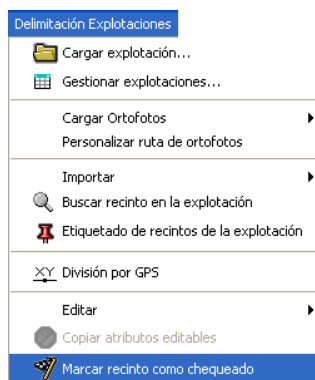 Delimitación Explotaciones
Cargar explotación...
Gestionar explotaciones...
Cargar Ortofotos
Personalizar ruta de ortofotos
Importar
Buscar recinto en la explotación
Etiquetado de recintos de la explotación
XY División por GPS
Editar
Copiar atributos editables
Marcar recinto como chequeado